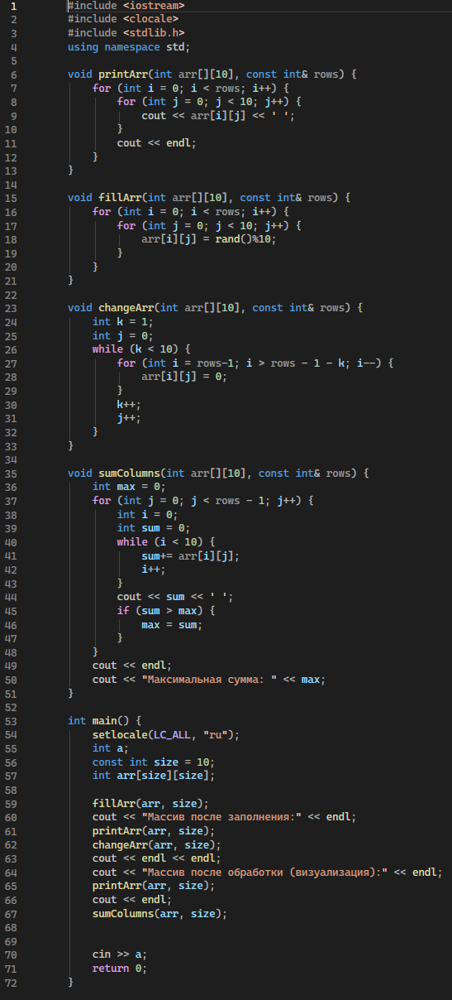 1 #include <iostream>
2 #include <clocale>
3 #include <stdlib.h>
4 using namespace std;
5
6 void printArr(int arr[][10], const int& rows) {
7     for (int i = 0; i < rows; i++) {
8         for (int j = 0; j < 10; j++) {
9             cout << arr[i][j] << ' ';
10         }
11         cout << endl;
12     }
13 }
14
15 void fillArr(int arr[][10], const int& rows) {
16     for (int i = 0; i < rows; i++) {
17         for (int j = 0; j < 10; j++) {
18             arr[i][j] = rand()%10;
19         }
20     }
21 }
22
23 void changeArr(int arr[][10], const int& rows) {
24     int k = 1;
25     int j = 0;
26     while (k < 10) {
27         for (int i = rows-1; i > rows - 1 - k; i--) {
28             arr[i][j] = 0;
29         }
30         k++;
31         j++;
32     }
33 }
34
35 void sumColumns(int arr[][10], const int& rows) {
36     int max = 0;
37     for (int j = 0; j < rows - 1; j++) {
38         int i = 0;
39         int sum = 0;
40         while (i < 10) {
41             sum+= arr[i][j];
42             i++;
43         }
44         cout << sum << ' ';
45         if (sum > max) {
46             max = sum;
47         }
48     }
49     cout << endl;
50     cout << "Максимальная сумма: " << max;
51 }
52
53 int main() {
54     setlocale(LC_ALL, "ru");
55     int a;
56     const int size = 10;
57     int arr[size][size];
58
59     fillArr(arr, size);
60     cout << "Массив после заполнения:" << endl;
61     printArr(arr, size);
62     changeArr(arr, size);
63     cout << endl << endl;
64     cout << "Массив после обработки (визуализация):" << endl;
65     printArr(arr, size);
66     cout << endl;
67     sumColumns(arr, size);
68
69
70     cin >> a;
71     return 0;
72 }